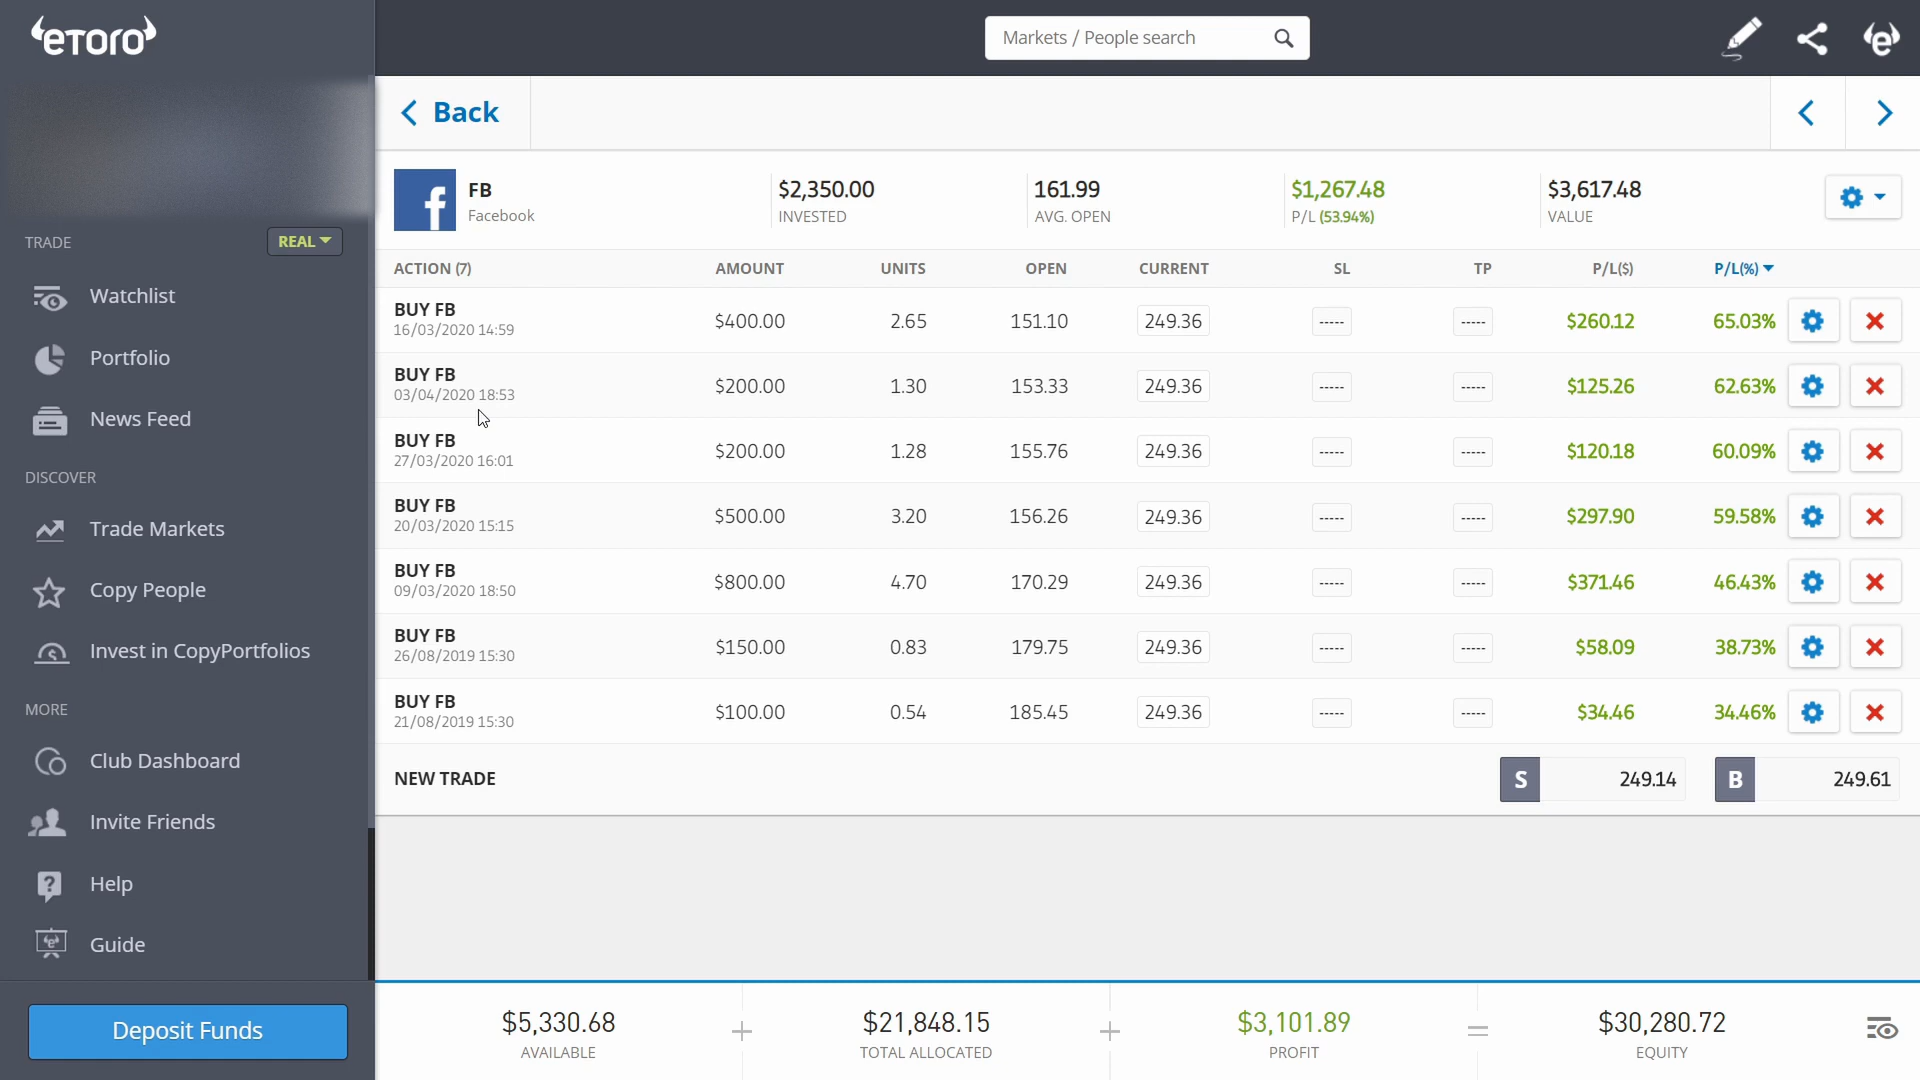 eToro
Markets / People search
Back
FB
Facebook
$2,350.00
INVESTED
161.99
AVG. OPEN
$1,267.48
P/L (53.94%)
$3,617.48
VALUE
TRADE
REAL
Watchlist
Portfolio
News Feed
DISCOVER
Trade Markets
Copy People
Invest in CopyPortfolios
MORE
Club Dashboard
Invite Friends
Help
Guide
Deposit Funds
ACTION (7) AMOUNT UNITS OPEN CURRENT SL TP P/L($) P/L(%)
BUY FB
16/03/2020 14:59
$400.00 2.65 151.10 249.36 ----- ----- $260.12 65.03%
BUY FB
03/04/2020 18:53
$200.00 1.30 153.33 249.36 ----- ----- $125.26 62.63%
BUY FB
27/03/2020 16:01
$200.00 1.28 155.76 249.36 ----- ----- $120.18 60.09%
BUY FB
20/03/2020 15:15
$500.00 3.20 156.26 249.36 ----- ----- $297.90 59.58%
BUY FB
09/03/2020 18:50
$800.00 4.70 170.29 249.36 ----- ----- $371.46 46.43%
BUY FB
26/08/2019 15:30
$150.00 0.83 179.75 249.36 ----- ----- $58.09 38.73%
BUY FB
21/08/2019 15:30
$100.00 0.54 185.45 249.36 ----- ----- $34.46 34.46%
NEW TRADE
S 249.14 B 249.61
$5,330.68 + $21,848.15 + $3,101.89 = $30,280.72
AVAILABLE TOTAL ALLOCATED PROFIT EQUITY